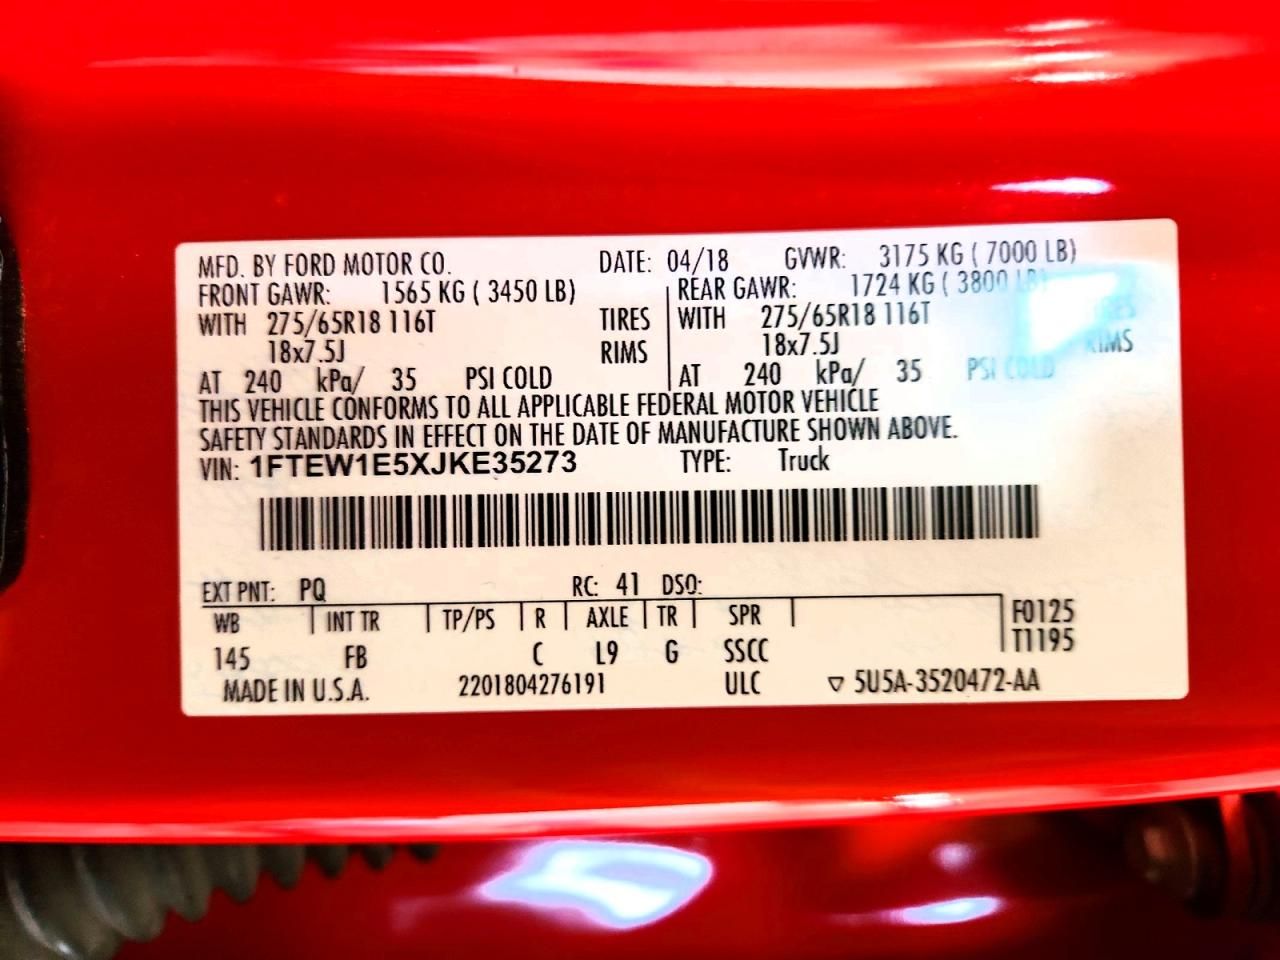 MFD. BY FORD MOTOR CO. DATE: 04/18 GVWR: 3175 KG ( 7000 LB)
FRONT GAWR: 1565 KG ( 3450 LB) REAR GAWR: 1724 KG ( 3800 LB)
WITH 275/65R18 116T TIRES WITH 275/65R18 116T TIRES
18x7.5J RIMS 18x7.5J RIMS
AT 240 kPa/ 35 PSI COLD AT 240 kPa/ 35 PSI COLD
THIS VEHICLE CONFORMS TO ALL APPLICABLE FEDERAL MOTOR VEHICLE
SAFETY STANDARDS IN EFFECT ON THE DATE OF MANUFACTURE SHOWN ABOVE.
VIN: 1FTEW1E5XJKE35273 TYPE: Truck
EXT PNT: PQ RC: 41 DSO:
WB INT TR TP/PS R AXLE TR SPR F0125
145 FB C L9 G SSCC T1195
MADE IN U.S.A. 2201804276191 ULC ▽ 5U5A-3520472-AA